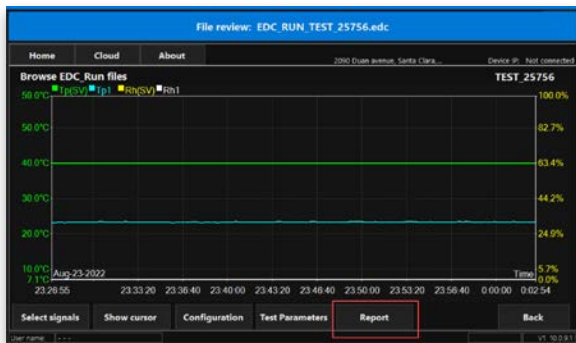 File review: EDC_RUN_TEST_25756.edc
Home Cloud About 2090 Duan avenue, Santa Clara,... Device IP: Not connected
Browse EDC_Run files TEST_25756
Tp(SV) Tp1 Rh(SV) Rh1
50.0°C 100.0%
82.7%
40.0°C 63.4%
30.0°C 44.2%
20.0°C 24.9%
10.0°C Aug-23-2022 Time 5.7%
7.1°C 0.0%
23:26:55 23:33:20 23:36:40 23:40:00 23:43:20 23:46:40 23:50:00 23:53:20 23:56:40 0:00:00 0:02:54
Select signals Show cursor Configuration Test Parameters Report Back
User name: - - - V1. 10.0.9.1